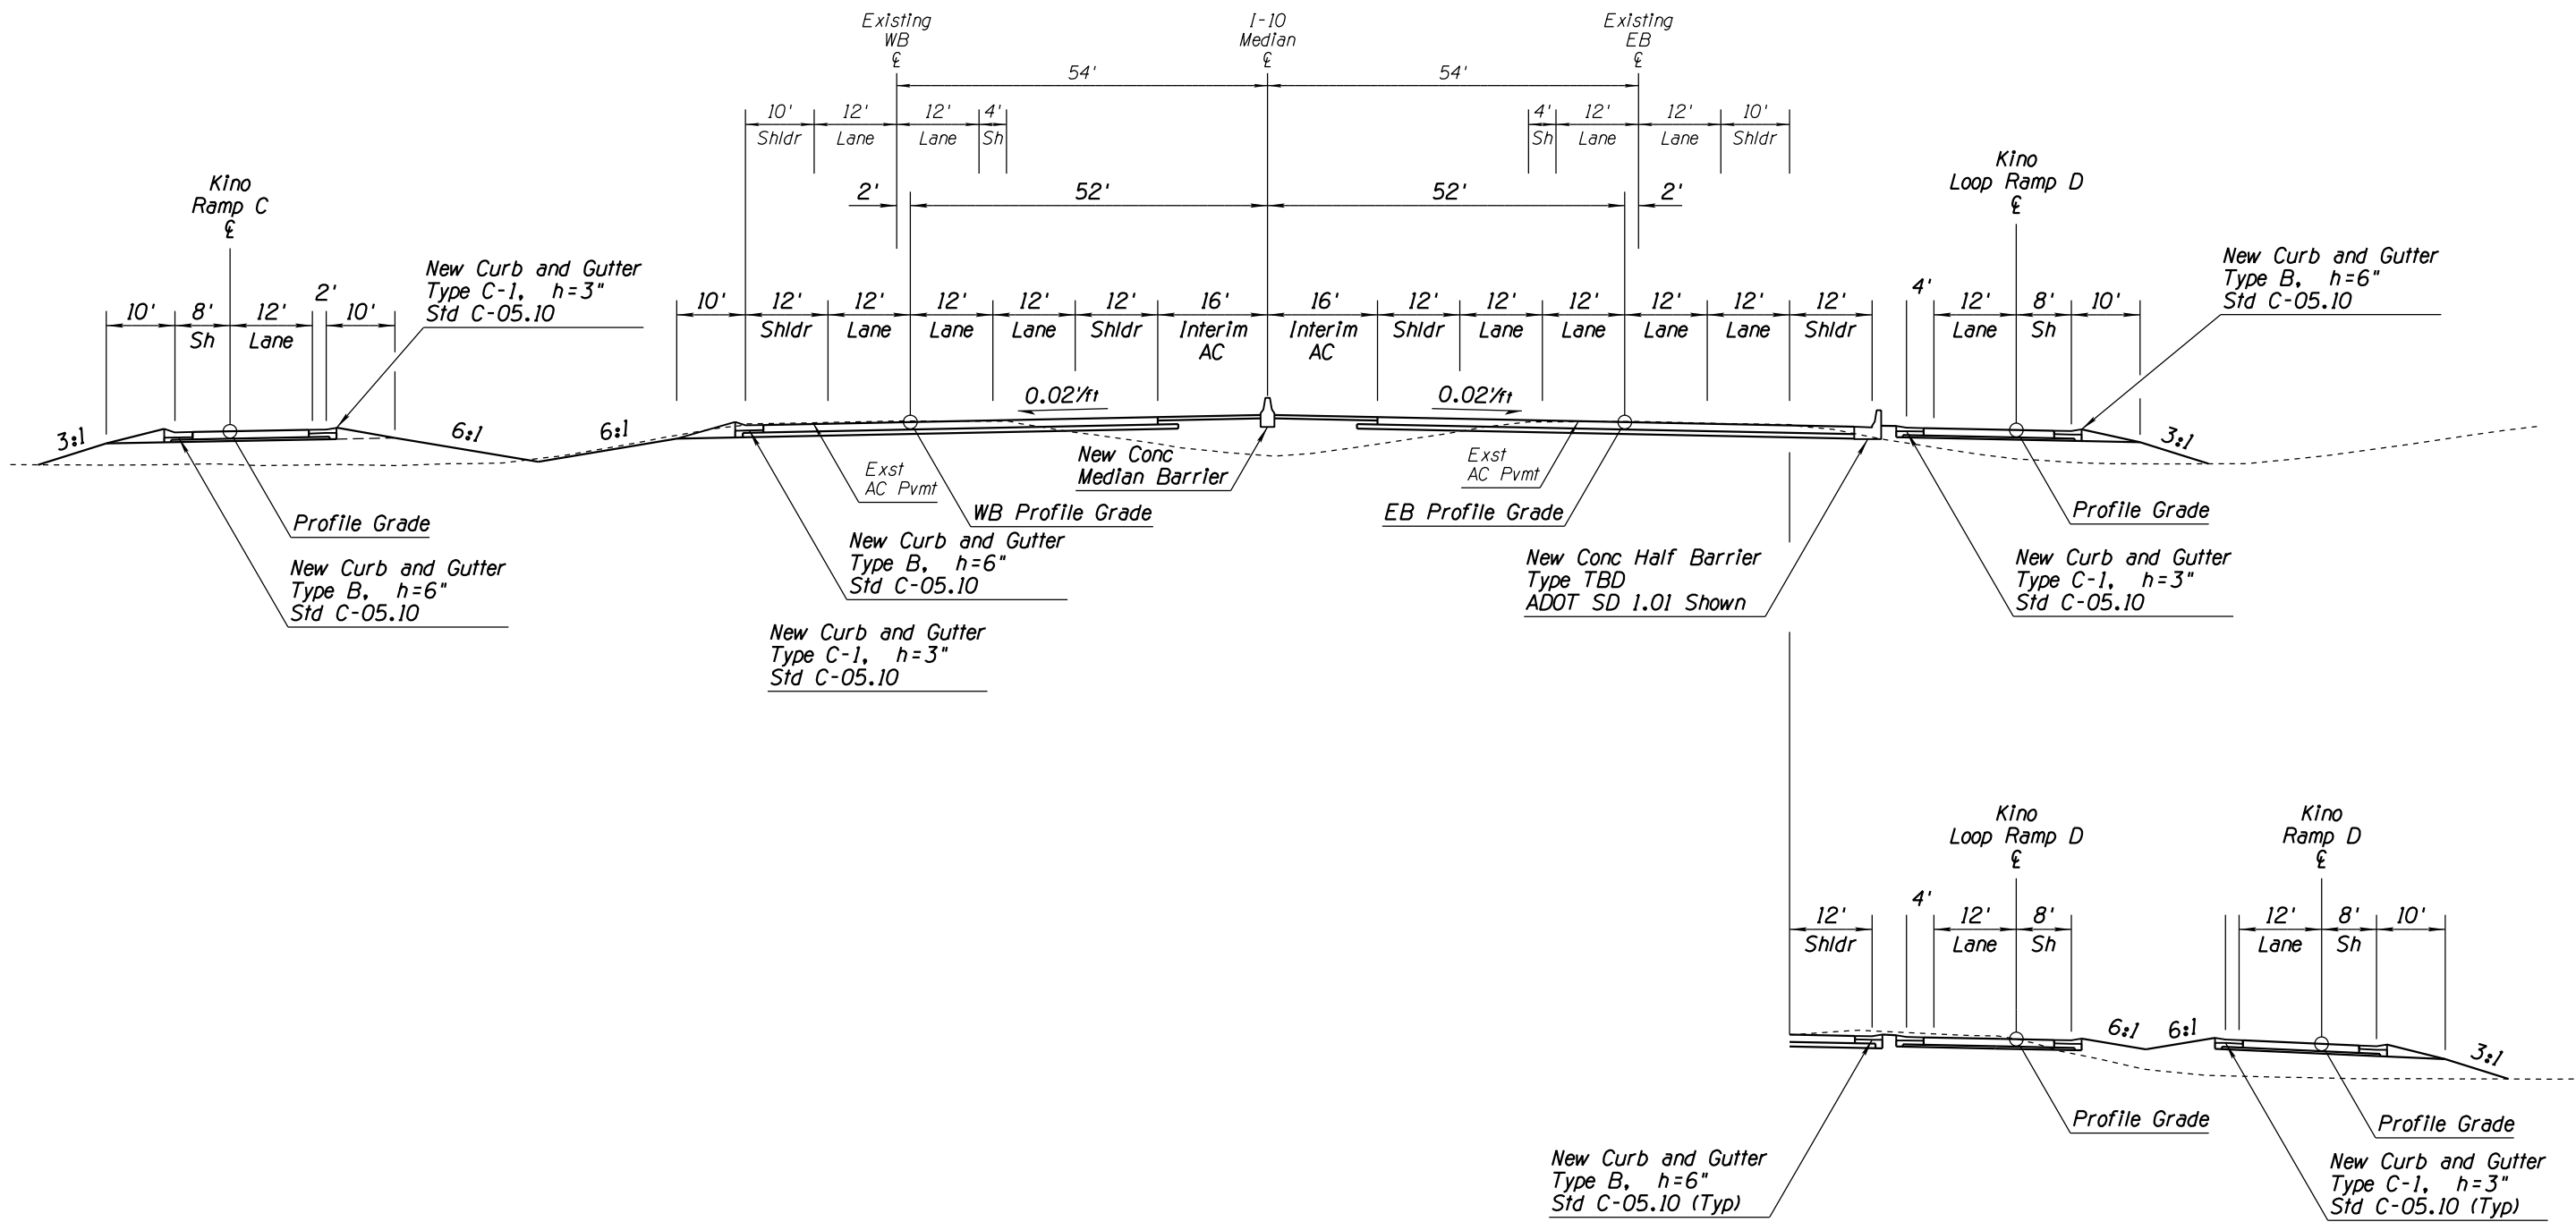 Existing
WB
℄
I-10
Median
℄
Existing
EB
℄
54'
54'
10'
12'
12'
4'
Shldr
Lane
Lane
Sh
4'
12'
12'
10'
Sh
Lane
Lane
Shldr
2'
52'
52'
2'
Kino
Ramp C
℄
Kino
Loop Ramp D
℄
New Curb and Gutter
Type C-1, h=3"
Std C-05.10
New Curb and Gutter
Type B, h=6"
Std C-05.10
10'
8'
12'
2'
10'
Sh
Lane
10'
12'
12'
12'
12'
12'
16'
16'
12'
12'
12'
12'
12'
12'
Shldr
Lane
Lane
Lane
Shldr
Interim
AC
Interim
AC
Shldr
Lane
Lane
Lane
Lane
Shldr
4'
12'
8'
10'
Lane
Sh
0.02'/ft
0.02'/ft
3:1
6:1
6:1
3:1
Exst
AC Pvmt
New Conc
Median Barrier
Exst
AC Pvmt
Profile Grade
WB Profile Grade
EB Profile Grade
Profile Grade
New Curb and Gutter
Type B, h=6"
Std C-05.10
New Curb and Gutter
Type B, h=6"
Std C-05.10
New Conc Half Barrier
Type TBD
ADOT SD 1.01 Shown
New Curb and Gutter
Type C-1, h=3"
Std C-05.10
New Curb and Gutter
Type C-1, h=3"
Std C-05.10
Kino
Loop Ramp D
℄
Kino
Ramp D
℄
12'
4'
12'
8'
12'
8'
10'
Shldr
Lane
Sh
Lane
Sh
6:1
6:1
3:1
Profile Grade
Profile Grade
New Curb and Gutter
Type B, h=6"
Std C-05.10 (Typ)
New Curb and Gutter
Type C-1, h=3"
Std C-05.10 (Typ)